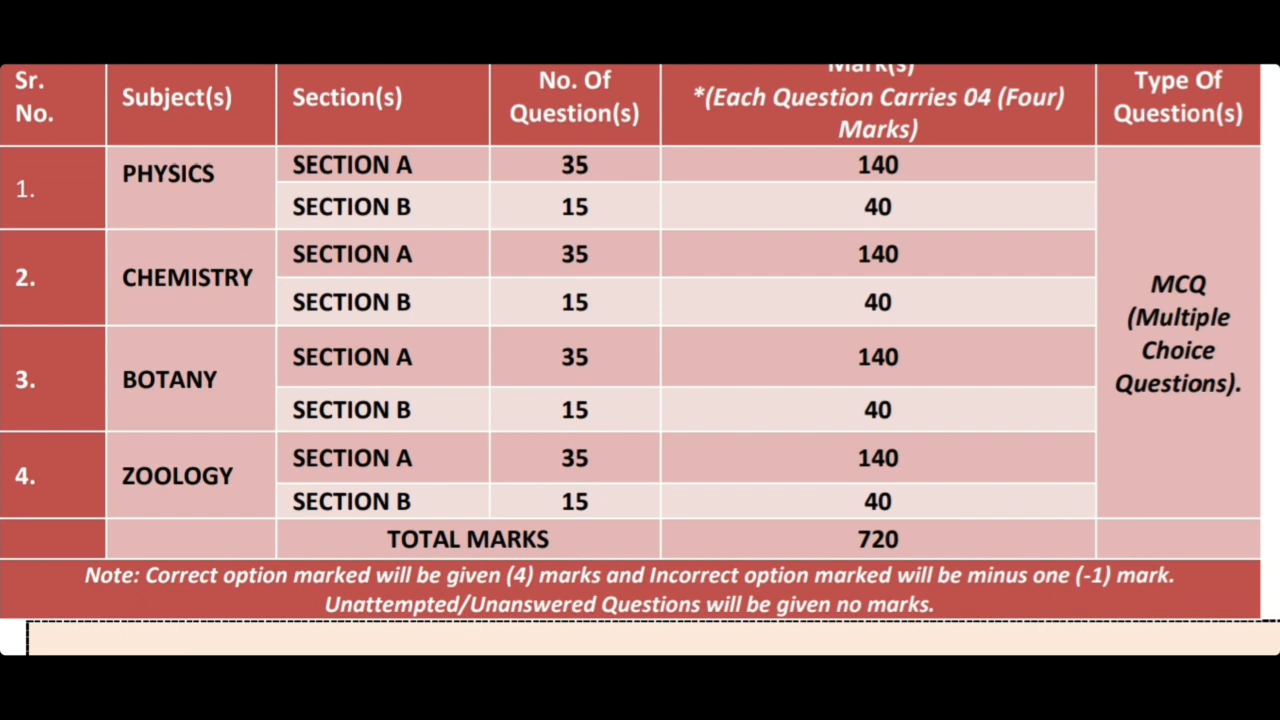 Sr. No.
Subject(s)
Section(s)
No. Of Question(s)
Mark(s)
*(Each Question Carries 04 (Four) Marks)
Type Of Question(s)
1.
PHYSICS
SECTION A 35 140
SECTION B 15 40
2.
CHEMISTRY
SECTION A 35 140
SECTION B 15 40
3.
BOTANY
SECTION A 35 140
SECTION B 15 40
4.
ZOOLOGY
SECTION A 35 140
SECTION B 15 40
MCQ
(Multiple
Choice
Questions).
TOTAL MARKS 720
Note: Correct option marked will be given (4) marks and Incorrect option marked will be minus one (-1) mark.
Unattempted/Unanswered Questions will be given no marks.